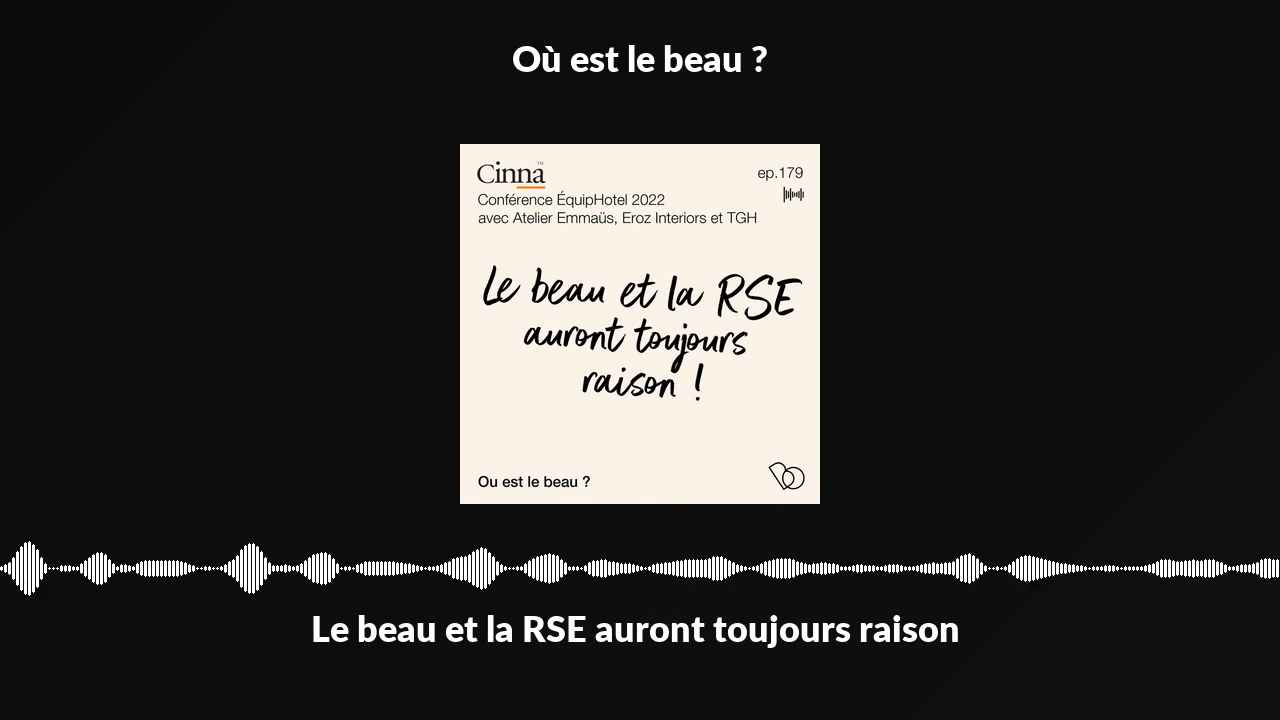 Où est le beau ?
Cinna™
ep.179
Conférence ÉquipHotel 2022
avec Atelier Emmaüs, Eroz Interiors et TGH
Le beau et la RSE
auront toujours
raison !
Ou est le beau ?
Le beau et la RSE auront toujours raison